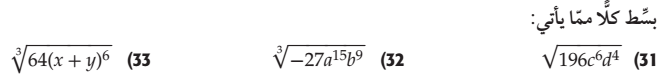 بسِّط كلًّا ممّا يأتي:
(31 √196c⁶d⁴ (32 ∛−27a¹⁵b⁹ (33 ∛64(x + y)⁶